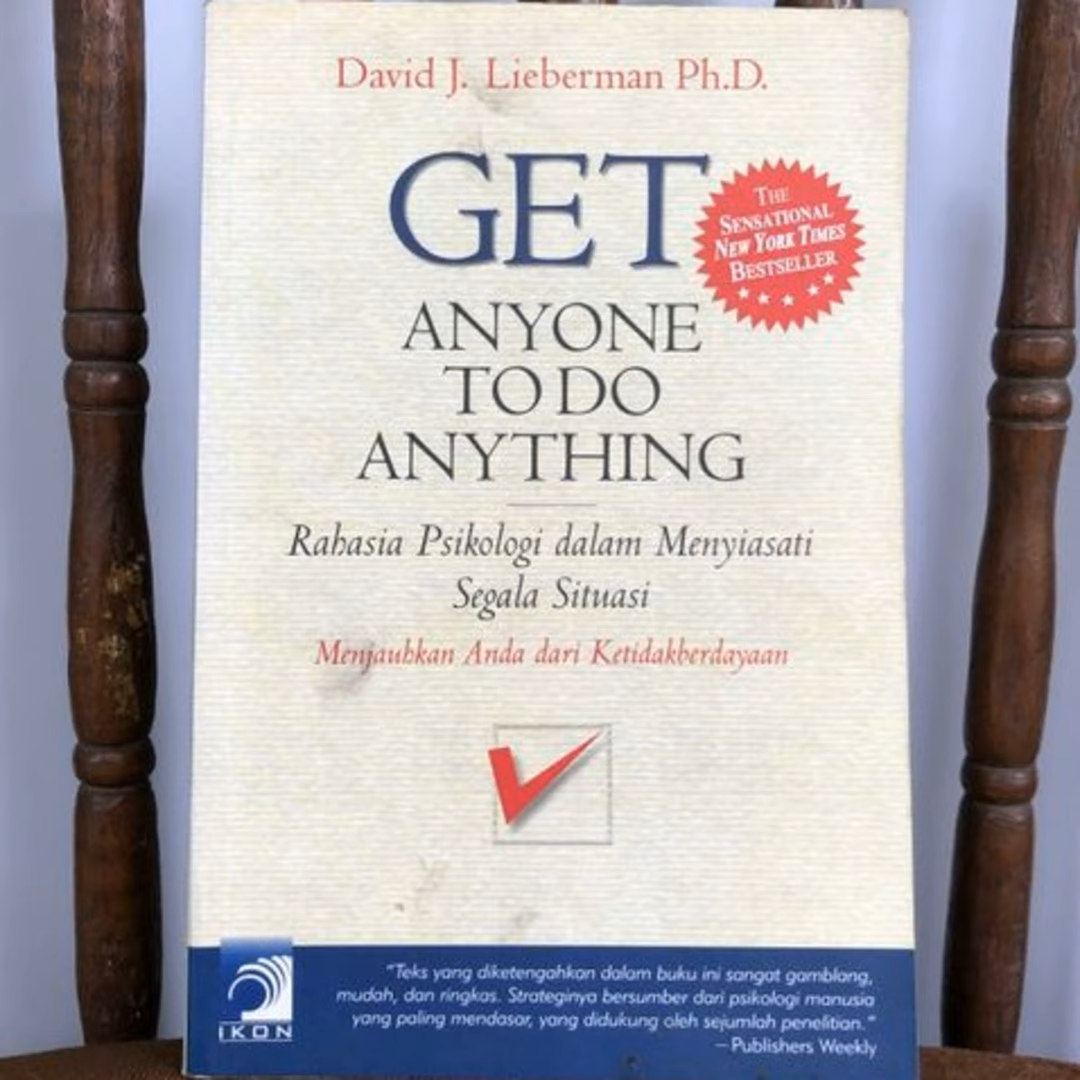 David J. Lieberman Ph.D.
GET
THE
SENSATIONAL
NEW YORK TIMES
BESTSELLER
ANYONE
TO DO
ANYTHING
Rahasia Psikologi dalam Menyiasati
Segala Situasi
Menjauhkan Anda dari Ketidakberdayaan
"Teks yang diketengahkan dalam buku ini sangat gamblang,
mudah, dan ringkas. Strateginya bersumber dari psikologi manusia
yang paling mendasar, yang didukung oleh sejumlah penelitian."
—Publishers Weekly
IKON